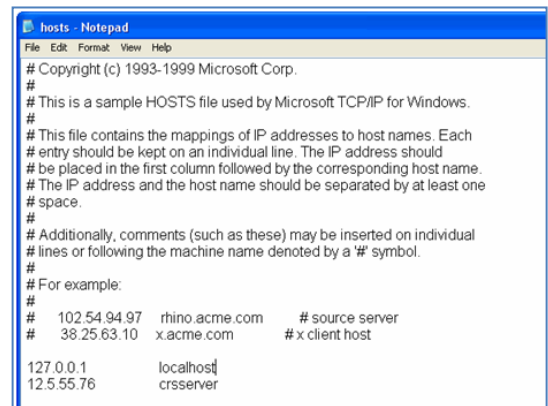 hosts - Notepad
File Edit Format View Help
# Copyright (c) 1993-1999 Microsoft Corp.
#
# This is a sample HOSTS file used by Microsoft TCP/IP for Windows.
#
# This file contains the mappings of IP addresses to host names. Each
# entry should be kept on an individual line. The IP address should
# be placed in the first column followed by the corresponding host name.
# The IP address and the host name should be separated by at least one
# space.
#
# Additionally, comments (such as these) may be inserted on individual
# lines or following the machine name denoted by a '#' symbol.
#
# For example:
#
# 102.54.94.97 rhino.acme.com # source server
# 38.25.63.10 x.acme.com # x client host
127.0.0.1 localhost
12.5.55.76 crsserver